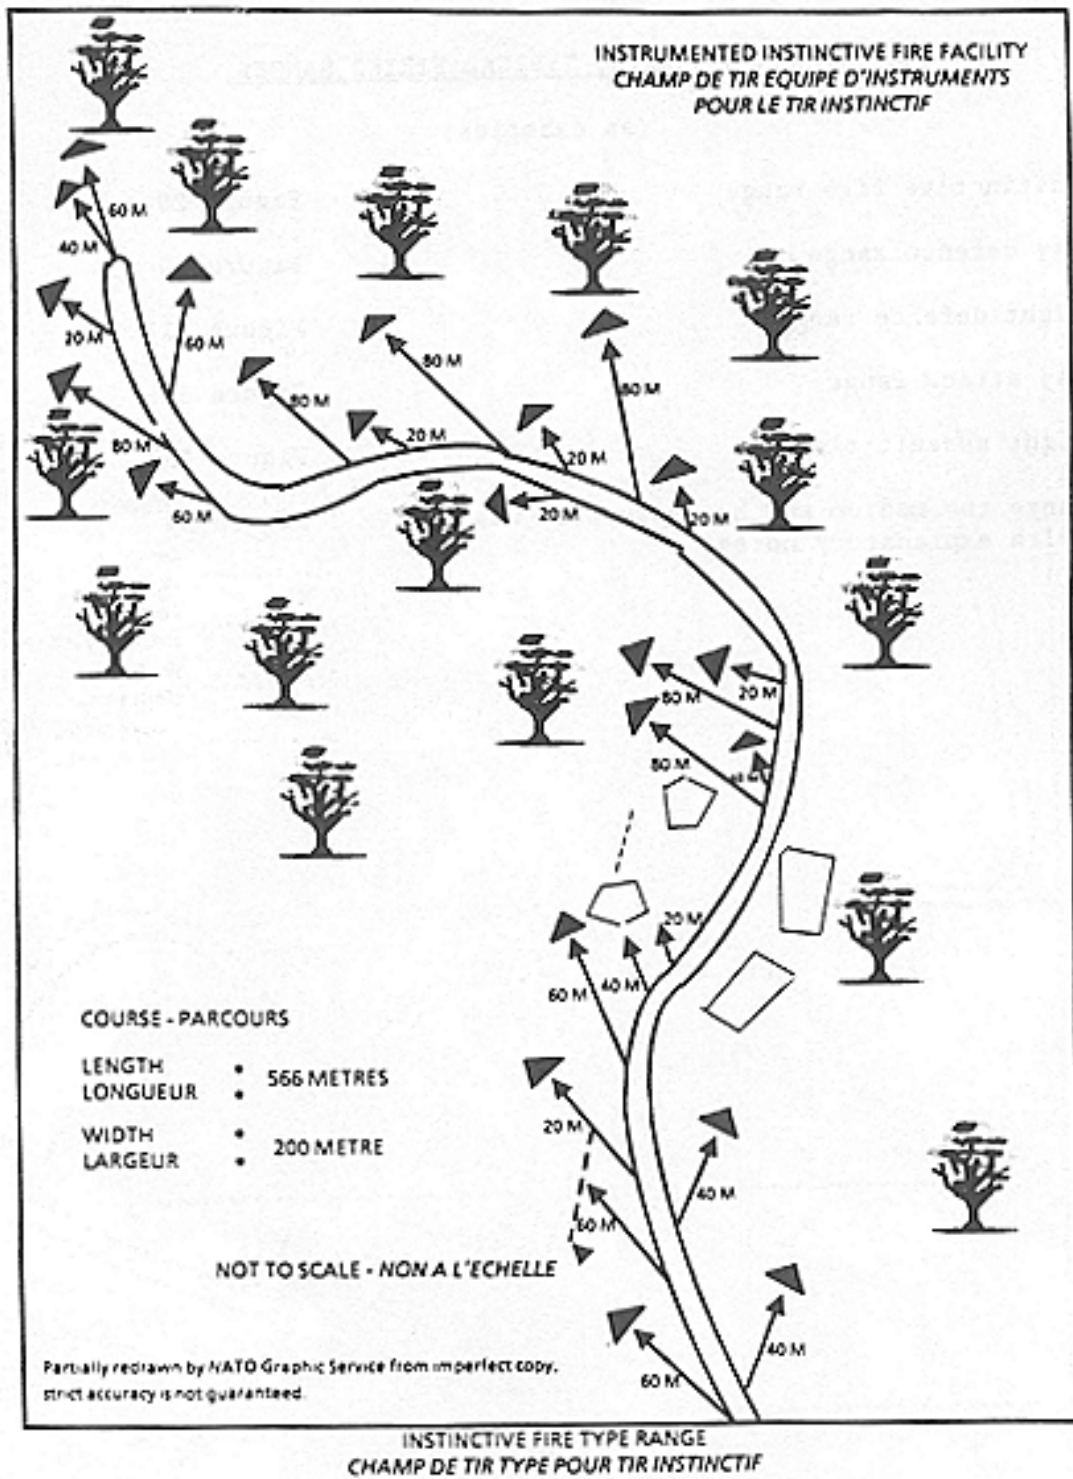 INSTRUMENTED INSTINCTIVE FIRE FACILITY
CHAMP DE TIR EQUIPE D'INSTRUMENTS
POUR LE TIR INSTINCTIF
60 M
40 M
20 M
60 M
80 M
80 M
80 M
80 M
20 M
20 M
60 M
20 M
20 M
80 M
20 M
80 M
20 M
60 M
40 M
COURSE - PARCOURS
LENGTH
LONGUEUR
: 566 METRES
WIDTH
LARGEUR
: 200 METRE
20 M
40 M
60 M
NOT TO SCALE - NON A L'ECHELLE
40 M
60 M
Partially redrawn by NATO Graphic Service from imperfect copy,
strict accuracy is not guaranteed.
INSTINCTIVE FIRE TYPE RANGE
CHAMP DE TIR TYPE POUR TIR INSTINCTIF